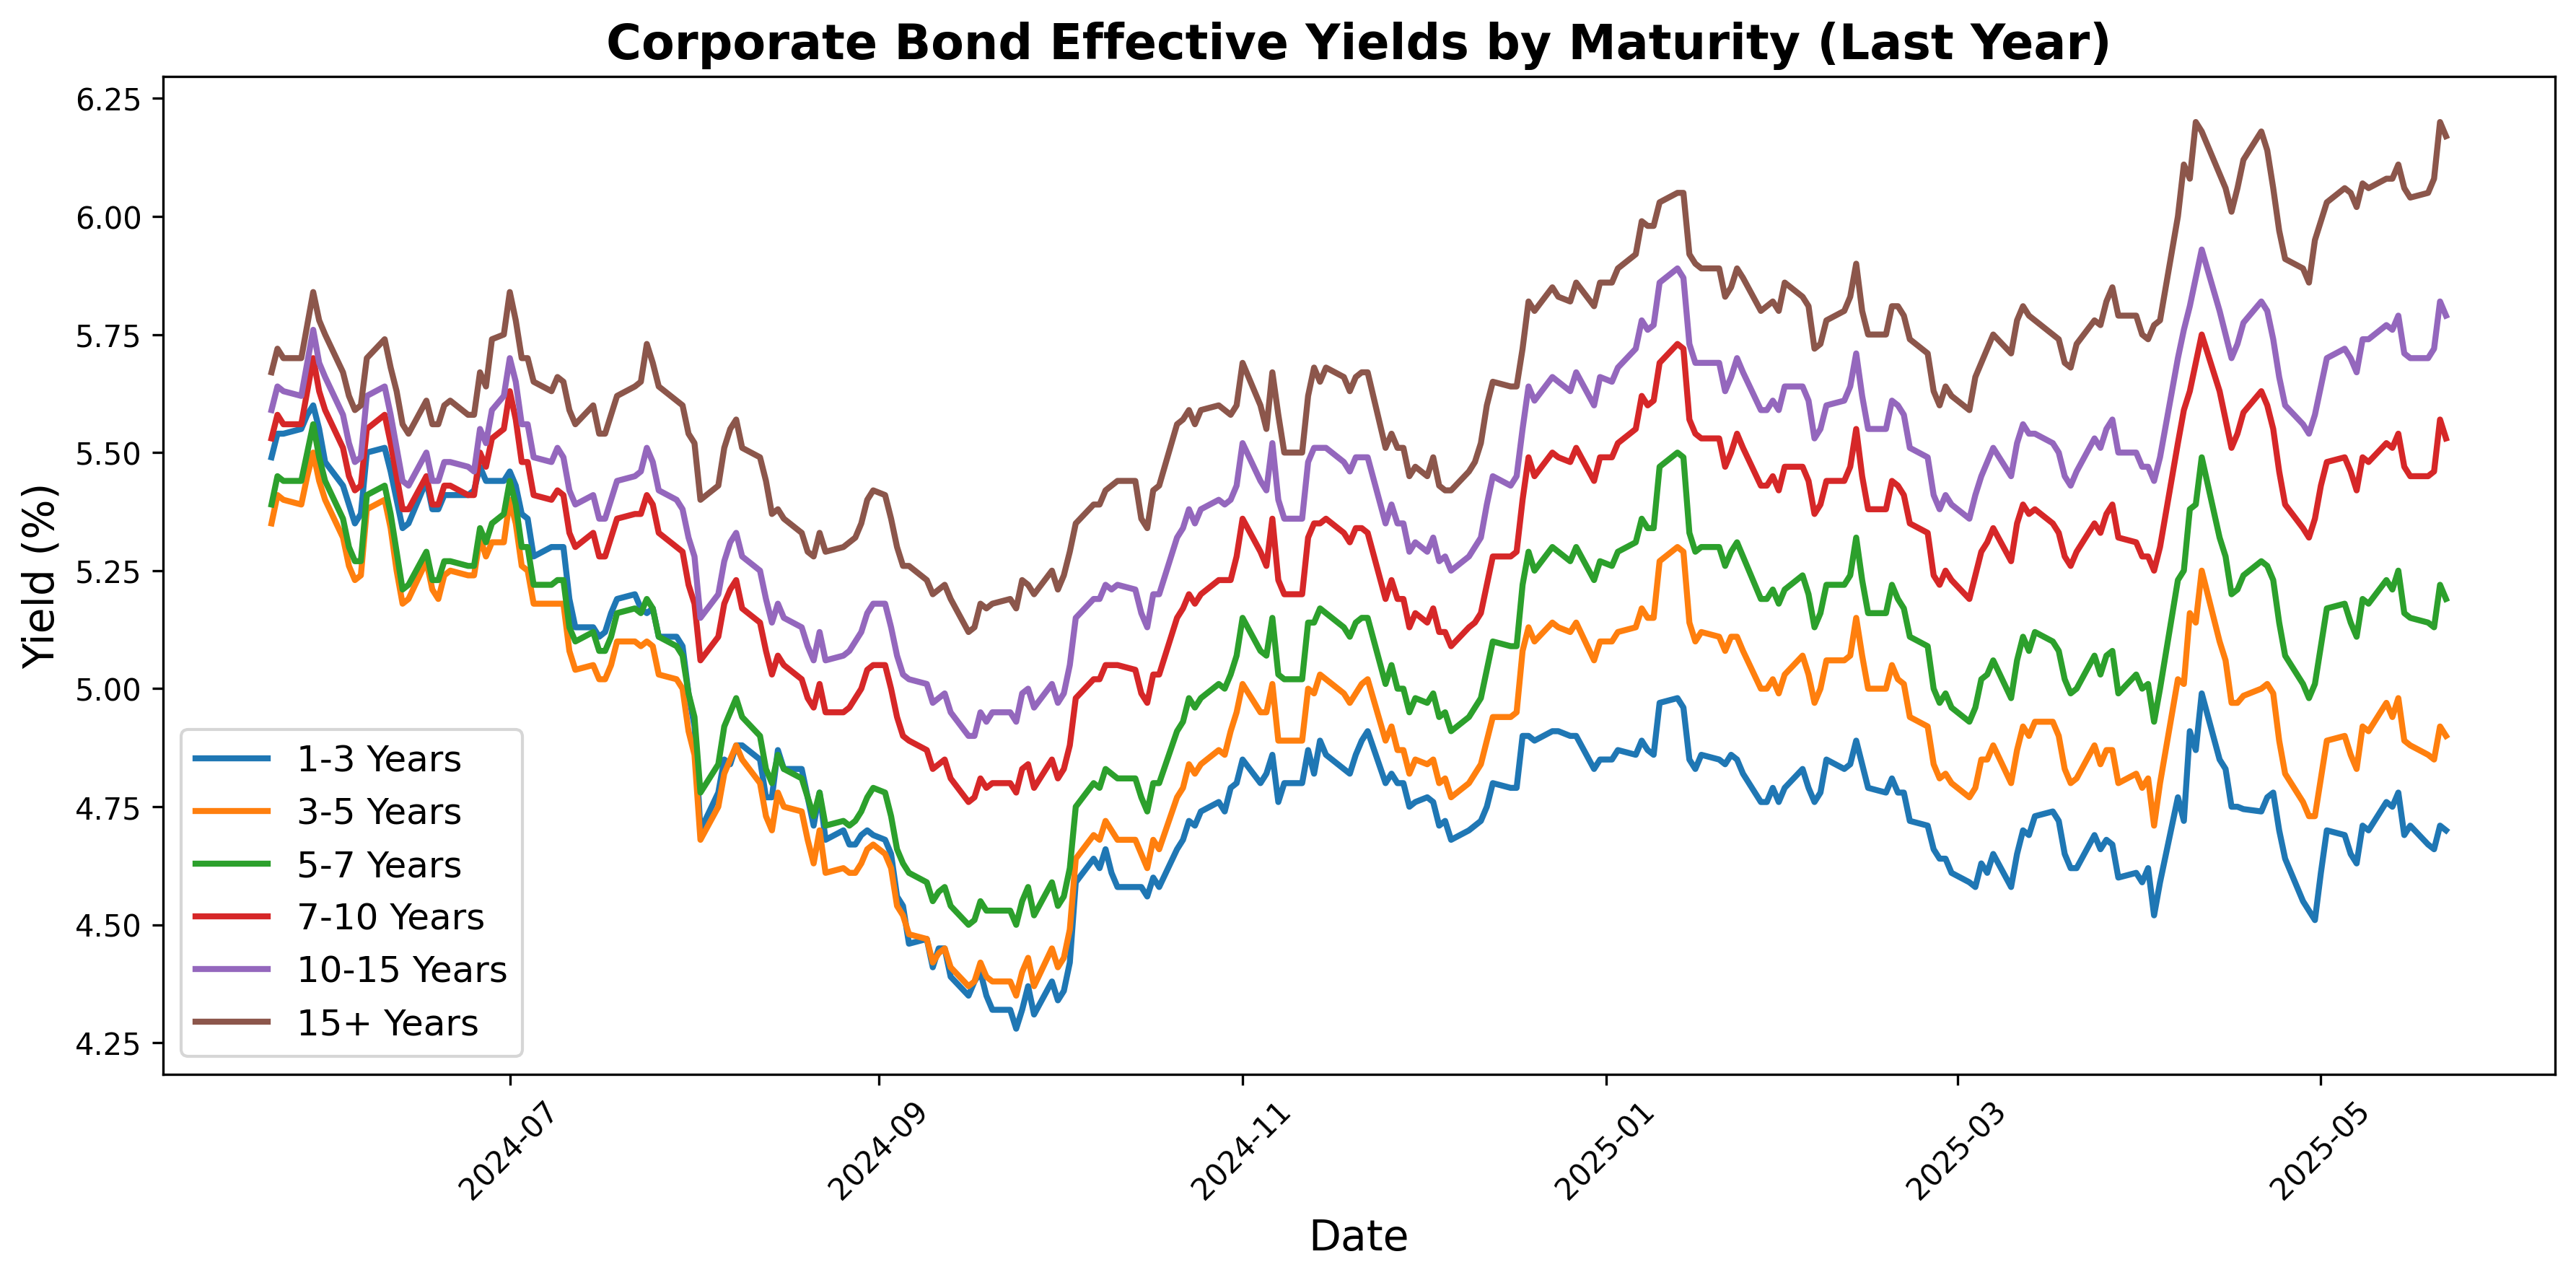 Corporate Bond Effective Yields by Maturity (Last Year)
6.25
6.00
5.75
5.50
5.25
5.00
4.75
4.50
4.25
Yield (%)
1-3 Years
3-5 Years
5-7 Years
7-10 Years
10-15 Years
15+ Years
2024-07
2024-09
2024-11
2025-01
2025-03
2025-05
Date